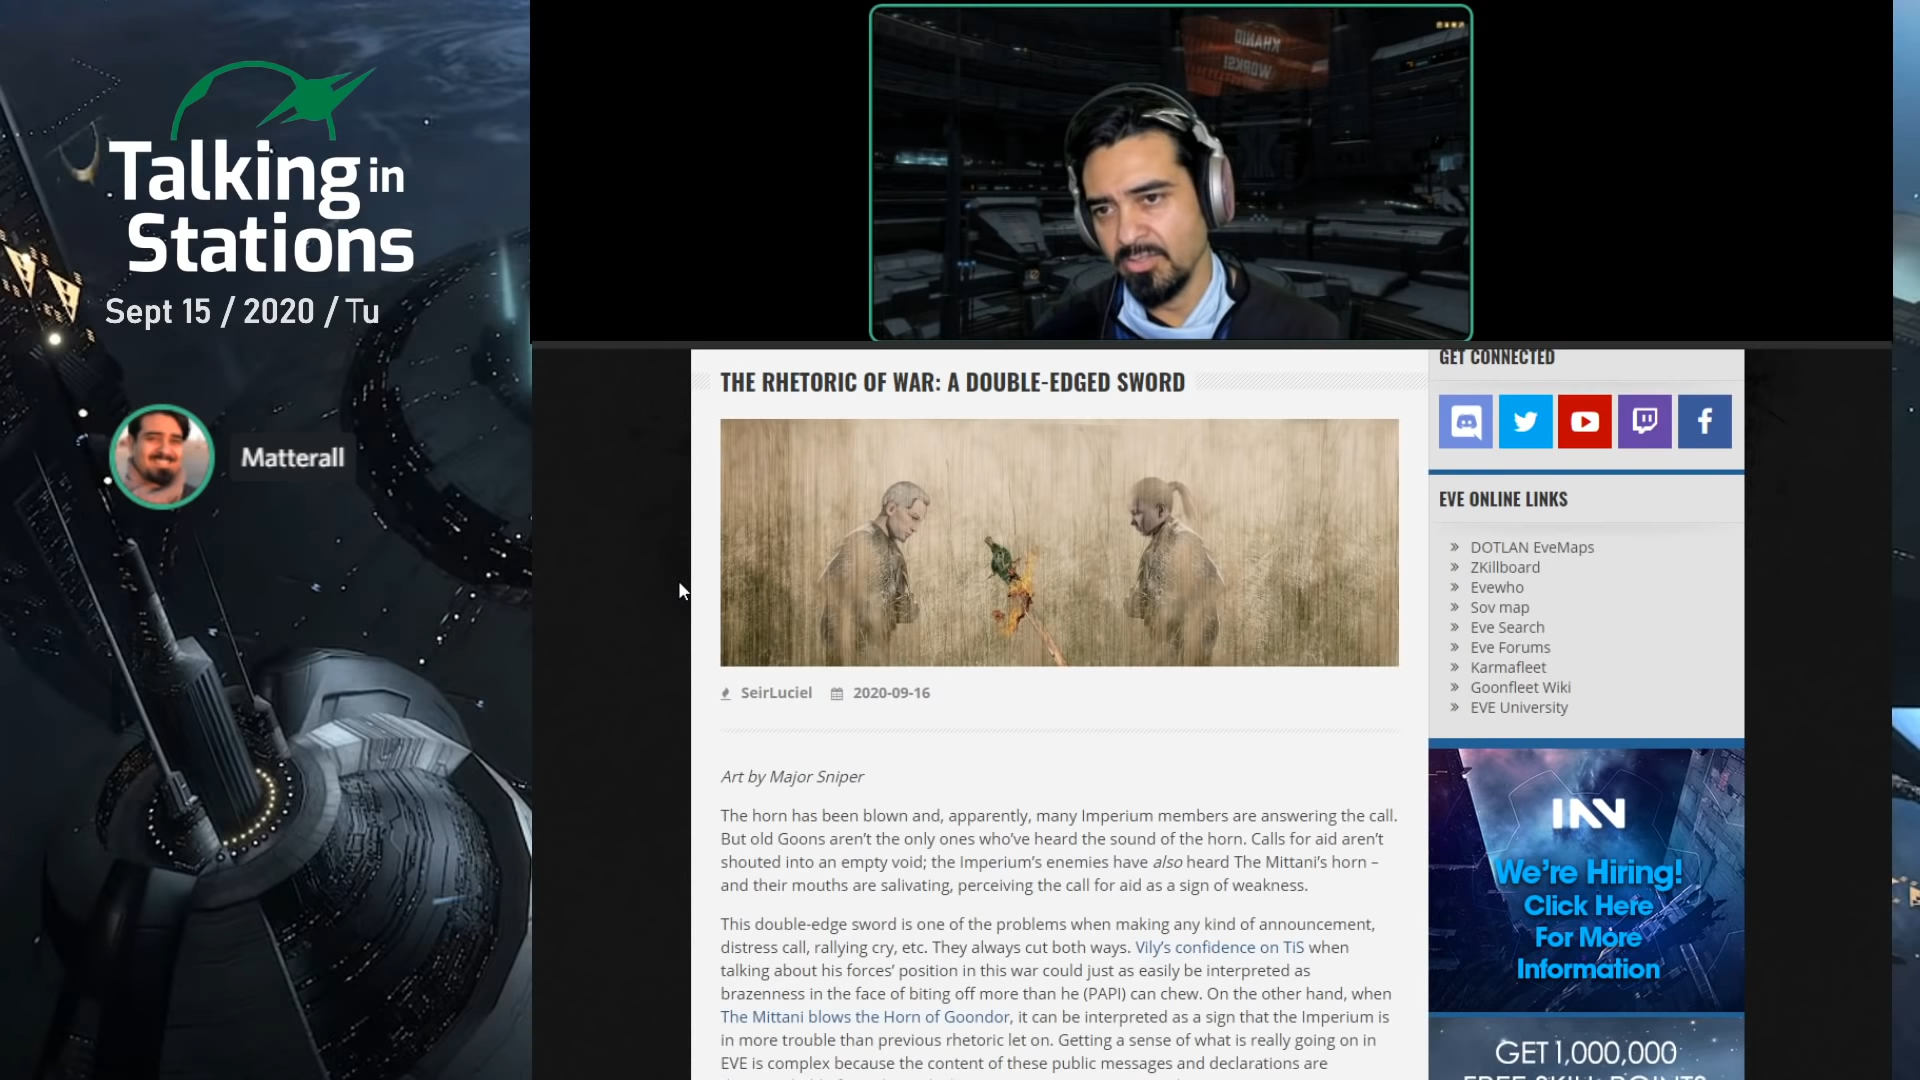 Talking in
Stations
Sept 15 / 2020 / Tu
Matterall
KHANID
WORKS!
THE RHETORIC OF WAR: A DOUBLE-EDGED SWORD
SeirLuciel 2020-09-16
Art by Major Sniper
The horn has been blown and, apparently, many Imperium members are answering the call.
But old Goons aren’t the only ones who’ve heard the sound of the horn. Calls for aid aren’t
shouted into an empty void; the Imperium’s enemies have also heard The Mittani’s horn –
and their mouths are salivating, perceiving the call for aid as a sign of weakness.
This double-edge sword is one of the problems when making any kind of announcement,
distress call, rallying cry, etc. They always cut both ways. Vily’s confidence on TiS when
talking about his forces’ position in this war could just as easily be interpreted as
brazenness in the face of biting off more than he (PAPI) can chew. On the other hand, when
The Mittani blows the Horn of Goondor, it can be interpreted as a sign that the Imperium is
in more trouble than previous rhetoric let on. Getting a sense of what is really going on in
EVE is complex because the content of these public messages and declarations are
GET CONNECTED
EVE ONLINE LINKS
» DOTLAN EveMaps
» ZKillboard
» Evewho
» Sov map
» Eve Search
» Eve Forums
» Karmafleet
» Goonfleet Wiki
» EVE University
INN
We’re Hiring!
Click Here
For More
Information
GET 1,000,000
FREE SKILL POINTS